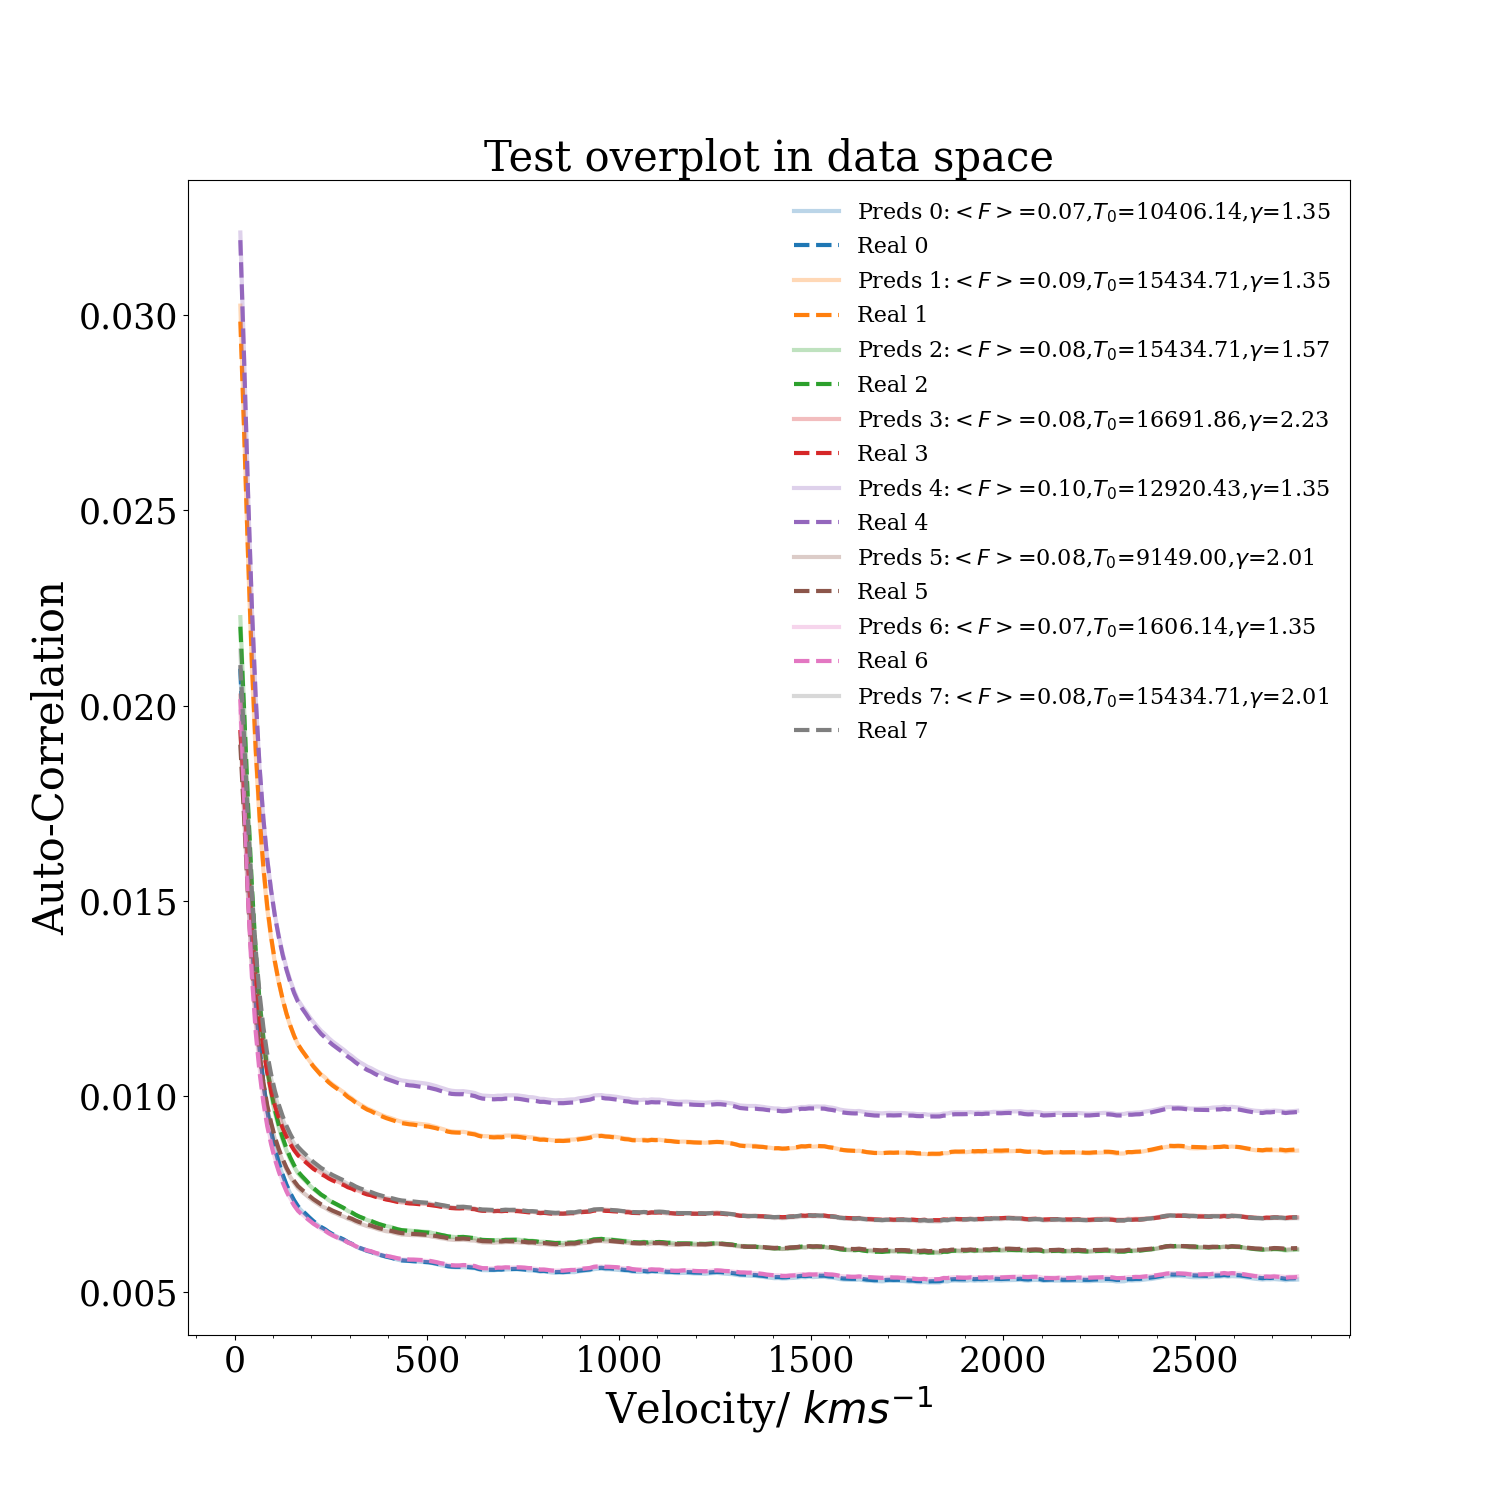 Test overplot in data space
Preds 0: <F>=0.07,T₀=10406.14,γ=1.35
Real 0
Preds 1: <F>=0.09,T₀=15434.71,γ=1.35
Real 1
Preds 2: <F>=0.08,T₀=15434.71,γ=1.57
Real 2
Preds 3: <F>=0.08,T₀=16691.86,γ=2.23
Real 3
Preds 4: <F>=0.10,T₀=12920.43,γ=1.35
Real 4
Preds 5: <F>=0.08,T₀=9149.00,γ=2.01
Real 5
Preds 6: <F>=0.07,T₀=1606.14,γ=1.35
Real 6
Preds 7: <F>=0.08,T₀=15434.71,γ=2.01
Real 7
Auto-Correlation
0.030
0.025
0.020
0.015
0.010
0.005
0 500 1000 1500 2000 2500
Velocity/ kms⁻¹